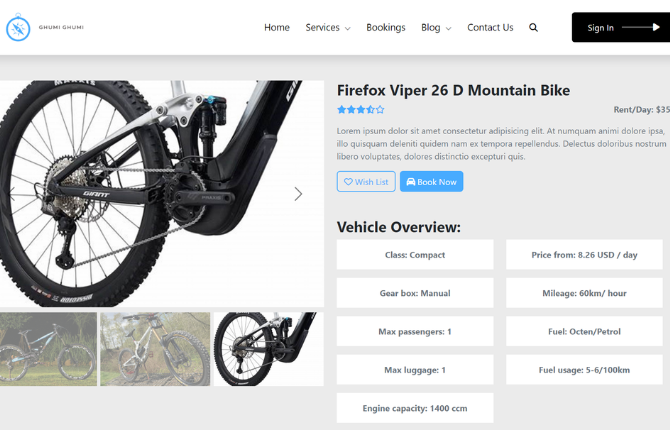 GHUMI GHUMI
Home Services Bookings Blog Contact Us Sign In
Firefox Viper 26 D Mountain Bike
Rent/Day: $35
Lorem ipsum dolor sit amet consectetur adipisicing elit. At numquam animi dolore ipsa,
illo quisquam deleniti quidem nam ex tempora repellendus. Delectus doloribus nostrum
libero voluptates, dolores distinctio excepturi quis.
Wish List Book Now
GIANT
GIANT
Vehicle Overview:
Class: Compact
Price from: 8.26 USD / day
Gear box: Manual
Mileage: 60km/ hour
Max passengers: 1
Fuel: Octen/Petrol
Max luggage: 1
Fuel usage: 5-6/100km
Engine capacity: 1400 ccm